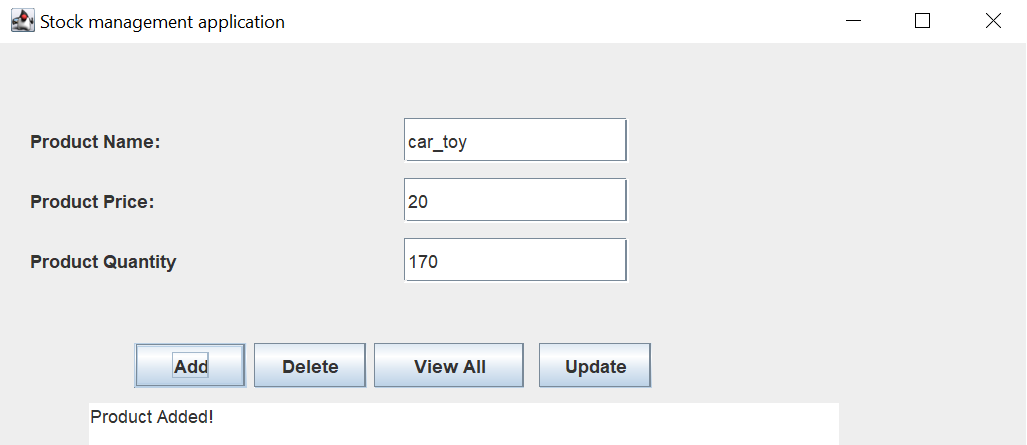 Stock management application
Product Name: car_toy
Product Price: 20
Product Quantity 170
Add Delete View All Update
Product Added!